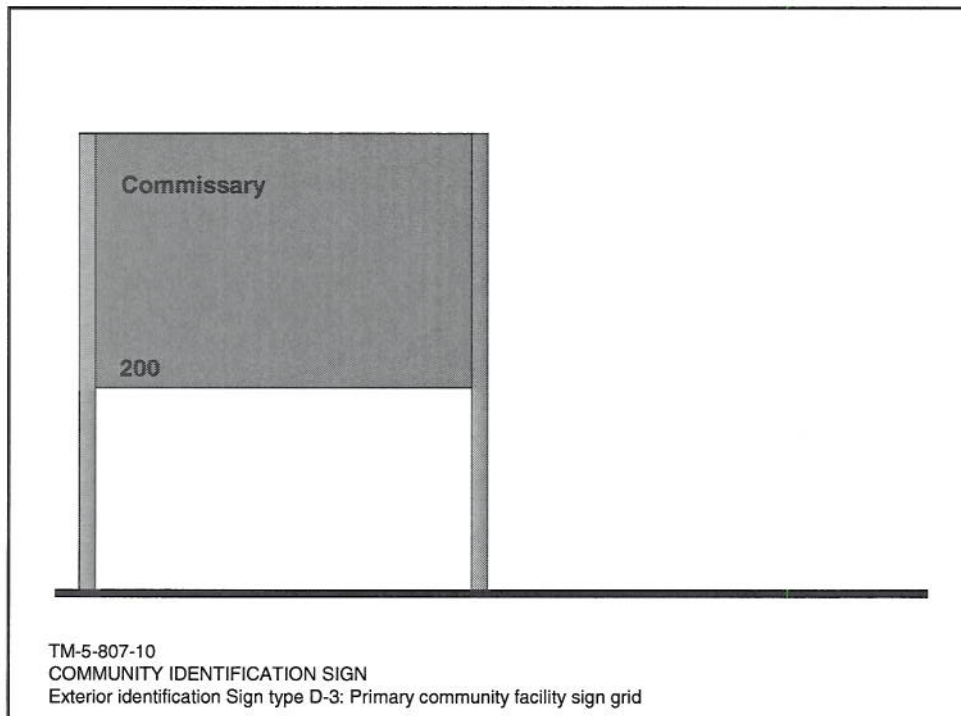 Commissary
200
TM-5-807-10
COMMUNITY IDENTIFICATION SIGN
Exterior identification Sign type D-3: Primary community facility sign grid